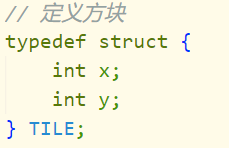 // 定义方块
typedef struct {
    int x;
    int y;
} TILE;